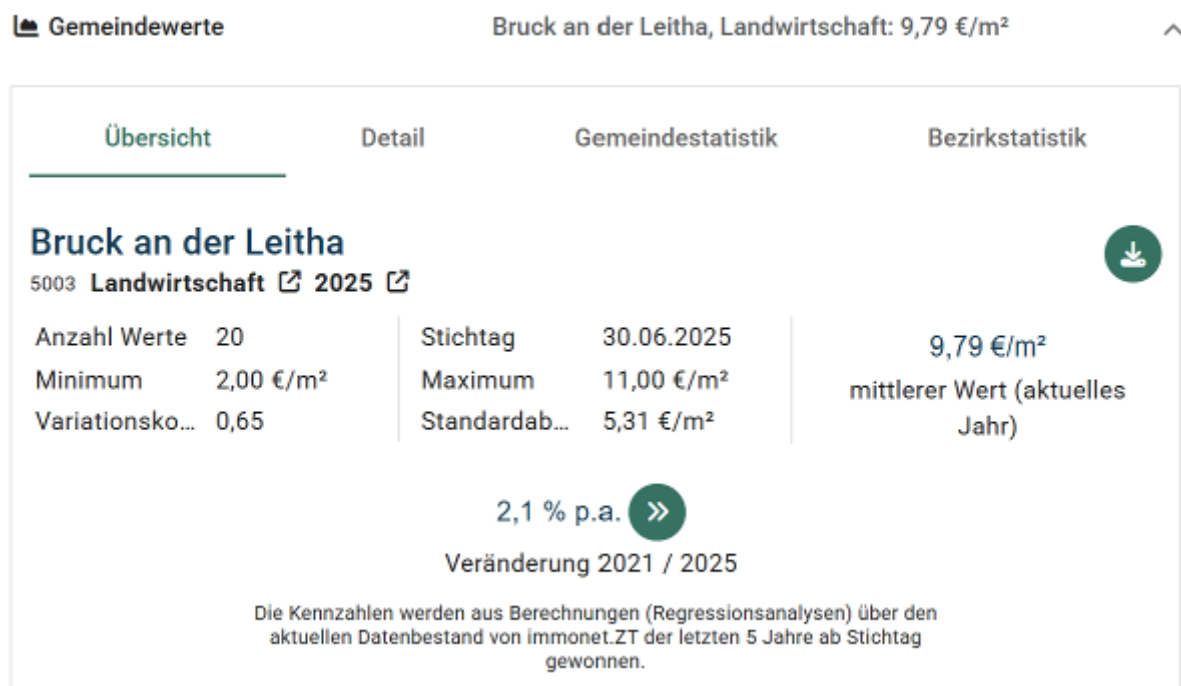 Gemeindewerte Bruck an der Leitha, Landwirtschaft: 9,79 €/m²
Übersicht Detail Gemeindestatistik Bezirkstatistik
Bruck an der Leitha
5003 Landwirtschaft 2025
Anzahl Werte 20 Stichtag 30.06.2025
Minimum 2,00 €/m² Maximum 11,00 €/m²
Variationsko... 0,65 Standardab... 5,31 €/m²
9,79 €/m²
mittlerer Wert (aktuelles
Jahr)
2,1 % p.a.
Veränderung 2021 / 2025
Die Kennzahlen werden aus Berechnungen (Regressionsanalysen) über den
aktuellen Datenbestand von immonet.ZT der letzten 5 Jahre ab Stichtag
gewonnen.